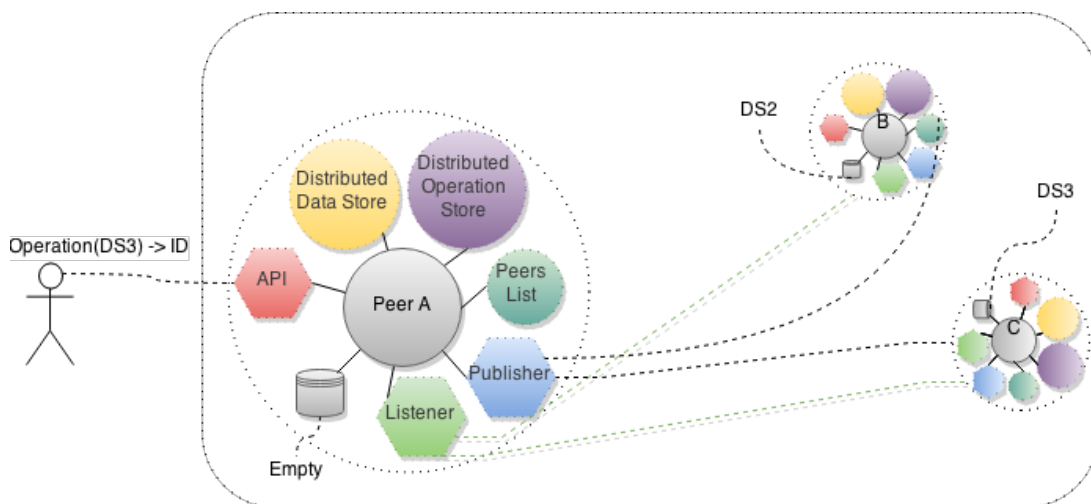 DS2
B
Distributed
Data Store
Distributed
Operation
Store
DS3
Operation(DS3) -> ID
API
Peers
List
Peer A
C
Publisher
Listener
Empty